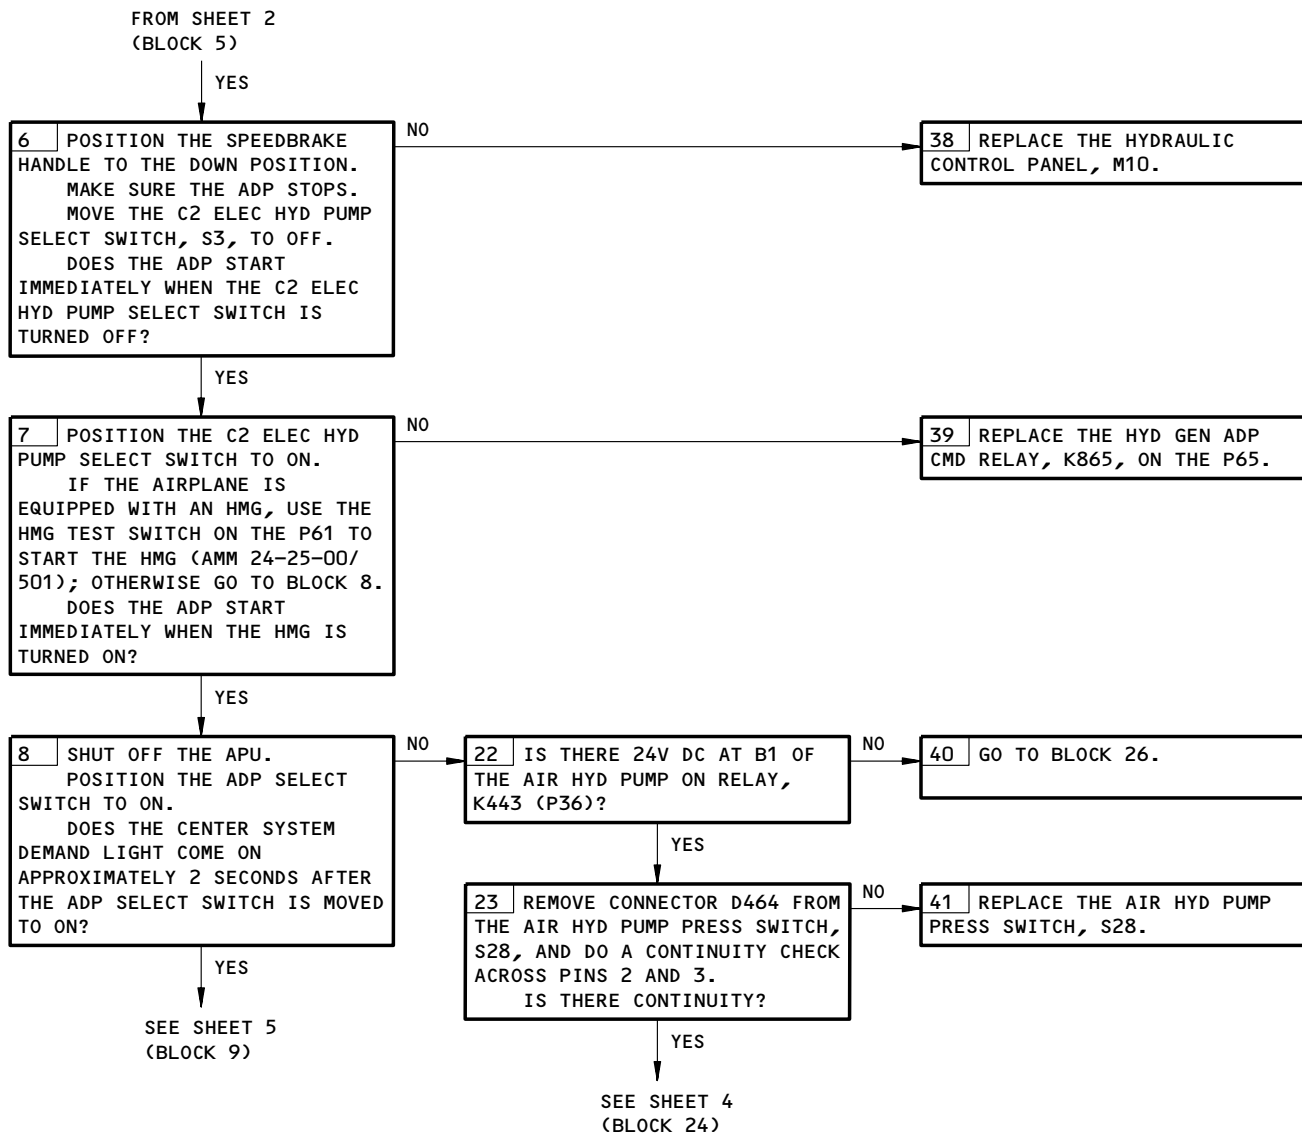 FROM SHEET 2
(BLOCK 5)
YES
6 POSITION THE SPEEDBRAKE
HANDLE TO THE DOWN POSITION.
MAKE SURE THE ADP STOPS.
MOVE THE C2 ELEC HYD PUMP
SELECT SWITCH, S3, TO OFF.
DOES THE ADP START
IMMEDIATELY WHEN THE C2 ELEC
HYD PUMP SELECT SWITCH IS
TURNED OFF?
NO
38 REPLACE THE HYDRAULIC
CONTROL PANEL, M10.
YES
7 POSITION THE C2 ELEC HYD
PUMP SELECT SWITCH TO ON.
IF THE AIRPLANE IS
EQUIPPED WITH AN HMG, USE THE
HMG TEST SWITCH ON THE P61 TO
START THE HMG (AMM 24-25-00/
501); OTHERWISE GO TO BLOCK 8.
DOES THE ADP START
IMMEDIATELY WHEN THE HMG IS
TURNED ON?
NO
39 REPLACE THE HYD GEN ADP
CMD RELAY, K865, ON THE P65.
YES
8 SHUT OFF THE APU.
POSITION THE ADP SELECT
SWITCH TO ON.
DOES THE CENTER SYSTEM
DEMAND LIGHT COME ON
APPROXIMATELY 2 SECONDS AFTER
THE ADP SELECT SWITCH IS MOVED
TO ON?
NO
22 IS THERE 24V DC AT B1 OF
THE AIR HYD PUMP ON RELAY,
K443 (P36)?
NO
40 GO TO BLOCK 26.
YES
23 REMOVE CONNECTOR D464 FROM
THE AIR HYD PUMP PRESS SWITCH,
S28, AND DO A CONTINUITY CHECK
ACROSS PINS 2 AND 3.
IS THERE CONTINUITY?
NO
41 REPLACE THE AIR HYD PUMP
PRESS SWITCH, S28.
YES
SEE SHEET 5
(BLOCK 9)
YES
SEE SHEET 4
(BLOCK 24)